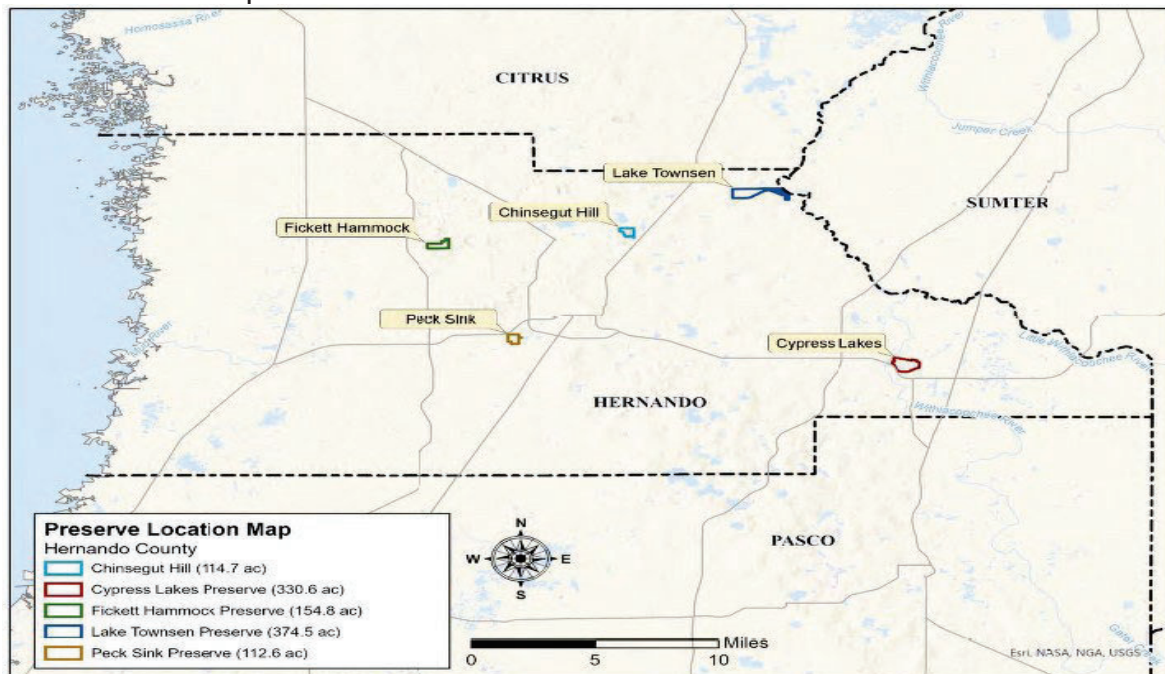 Homosassa River
CITRUS
Withlacoochee River
Jumper Creek
Lake Townsen
SUMTER
Chinsegut Hill
Fickett Hammock
Peck Sink
River
Cypress Lakes
Little Withlacoochee River
HERNANDO
Withlacoochee River
Preserve Location Map
Hernando County
Chinsegut Hill (114.7 ac)
Cypress Lakes Preserve (330.6 ac)
Fickett Hammock Preserve (154.8 ac)
Lake Townsen Preserve (374.5 ac)
Peck Sink Preserve (112.6 ac)
N
W
E
S
PASCO
Miles
0 5 10
Esri, NASA, NGA, USGS